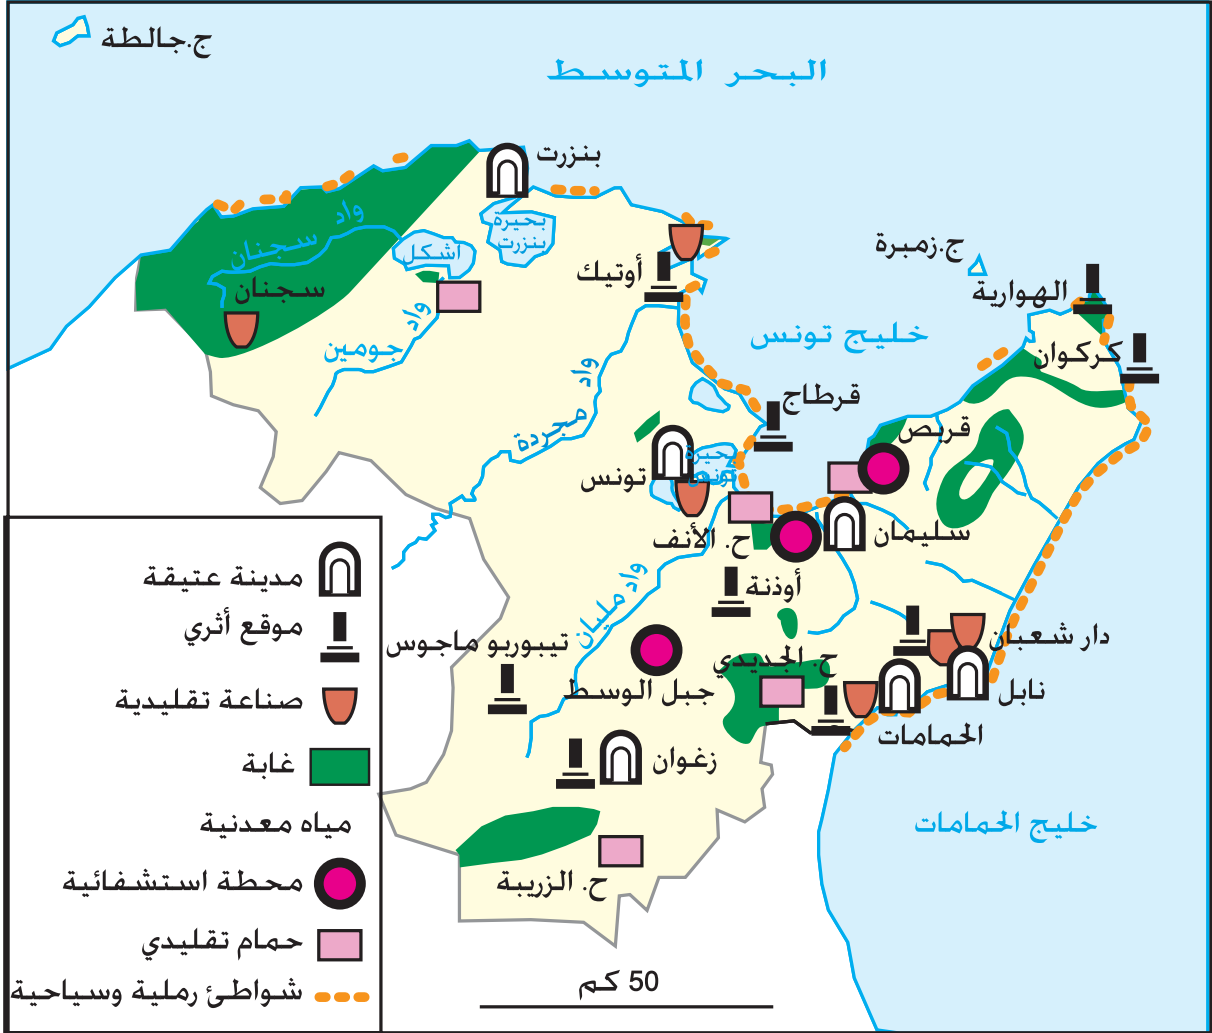 ج.جالطة
البحر المتوسط
بنزرت
بحيرة
بنزرت
واد سجنان
اشكل
سجنان
أوتيك
ج.زمبرة
الهوارية
واد جومين
خليج تونس
كركوان
واد مجردة
قرطاج
قربص
بحيرة
تونس
تونس
سليمان
ح. الأنف
أوذنة
واد مليان
تيبوربو ماجوس
دار شعبان
ح. الجديدي
جبل الوسط
نابل
الحمامات
زغوان
خليج الحمامات
ح. الزريبة
مدينة عتيقة
موقع أثري
صناعة تقليدية
غابة
مياه معدنية
محطة استشفائية
حمام تقليدي
شواطئ رملية وسياحية
50 كم